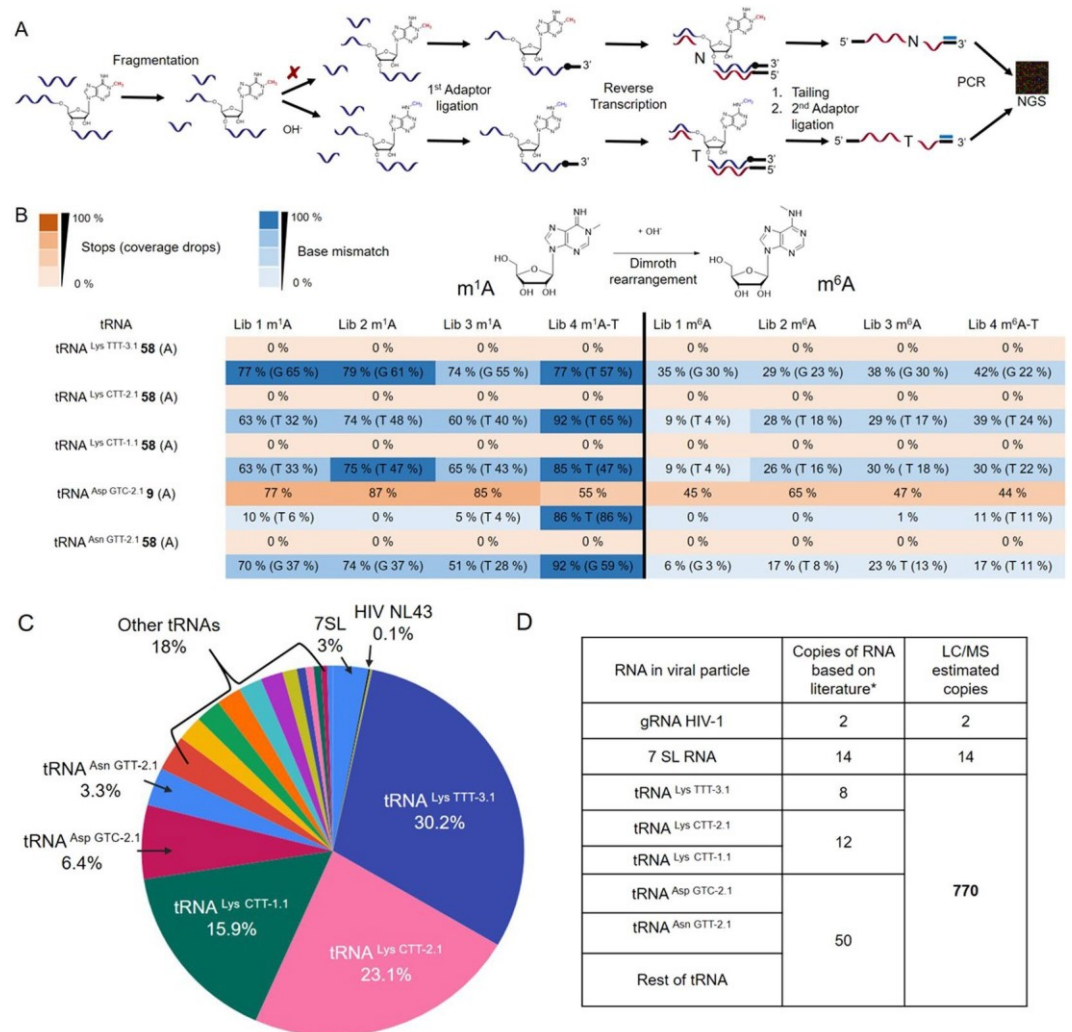 A
Fragmentation
OH-
1st Adaptor
ligation
Reverse
Transcription
N
T
1. Tailing
2. 2nd Adaptor
ligation
3'
5'
3'
5'
5' N 3'
5' T 3'
PCR
NGS
B
100 %
Stops (coverage drops)
0 %
100 %
Base mismatch
0 %
m1A
+ OH-
Dimroth
rearrangement
m6A
tRNA Lib 1 m1A Lib 2 m1A Lib 3 m1A Lib 4 m1A-T Lib 1 m6A Lib 2 m6A Lib 3 m6A Lib 4 m6A-T
tRNA Lys TTT-3.1 58 (A) 0 % 0 % 0 % 0 % 0 % 0 % 0 % 0 %
77 % (G 65 %) 79 % (G 61 %) 74 % (G 55 %) 77 % (T 57 %) 35 % (G 30 %) 29 % (G 23 %) 38 % (G 30 %) 42% (G 22 %)
tRNA Lys CTT-2.1 58 (A) 0 % 0 % 0 % 0 % 0 % 0 % 0 % 0 %
63 % (T 32 %) 74 % (T 48 %) 60 % (T 40 %) 92 % (T 65 %) 9 % (T 4 %) 28 % (T 18 %) 29 % (T 17 %) 39 % (T 24 %)
tRNA Lys CTT-1.1 58 (A) 0 % 0 % 0 % 0 % 0 % 0 % 0 % 0 %
63 % (T 33 %) 75 % (T 47 %) 65 % (T 43 %) 85 % T (47 %) 9 % (T 4 %) 26 % (T 16 %) 30 % (T 18 %) 30 % (T 22 %)
tRNA Asp GTC-2.1 9 (A) 77 % 87 % 85 % 55 % 45 % 65 % 47 % 44 %
10 % (T 6 %) 0 % 5 % (T 4 %) 86 % T (86 %) 0 % 0 % 1 % 11 % (T 11 %)
tRNA Asn GTT-2.1 58 (A) 0 % 0 % 0 % 0 % 0 % 0 % 0 % 0 %
70 % (G 37 %) 74 % (G 37 %) 51 % (T 28 %) 92 % (G 59 %) 6 % (G 3 %) 17 % (T 8 %) 23 % T (13 %) 17 % (T 11 %)
C
Other tRNAs
18%
7SL
3%
HIV NL43
0.1%
tRNA Asn GTT-2.1
3.3%
tRNA Asp GTC-2.1
6.4%
tRNA Lys CTT-1.1
15.9%
tRNA Lys CTT-2.1
23.1%
tRNA Lys TTT-3.1
30.2%
D
RNA in viral particle
Copies of RNA
based on
literature*
LC/MS
estimated
copies
gRNA HIV-1 2 2
7 SL RNA 14 14
tRNA Lys TTT-3.1 8
tRNA Lys CTT-2.1
12
tRNA Lys CTT-1.1
770
tRNA Asp GTC-2.1
tRNA Asn GTT-2.1
50
Rest of tRNA